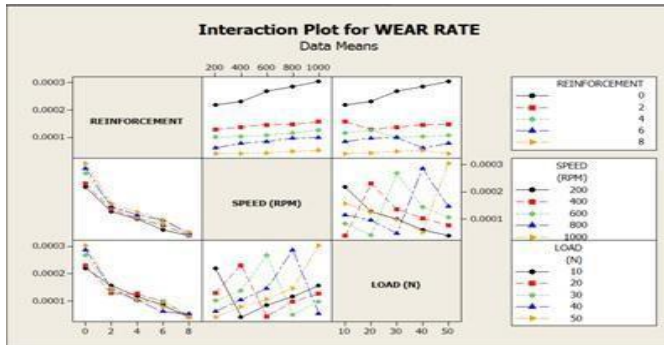 Interaction Plot for WEAR RATE
Data Means
200 400 600 800 1000
0.0003
0.0002
0.0001
REINFORCEMENT
REINFORCEMENT
0
2
4
6
8
SPEED (RPM)
0.0003
0.0002
0.0001
SPEED
(RPM)
200
400
600
800
1000
0.0003
0.0002
0.0001
LOAD (N)
LOAD
(N)
10
20
30
40
50
0 2 4 6 8
10 20 30 40 50